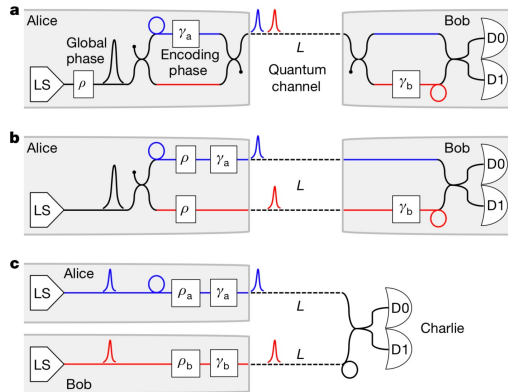 a
Alice
Bob
Global
phase
γa
Encoding
phase
LS
ρ
L
Quantum
channel
γb
D0
D1
b
Alice
Bob
ρ
γa
L
LS
ρ
L
γb
D0
D1
c
Alice
LS
ρa
γa
L
D0
D1
Charlie
LS
ρb
γb
L
Bob